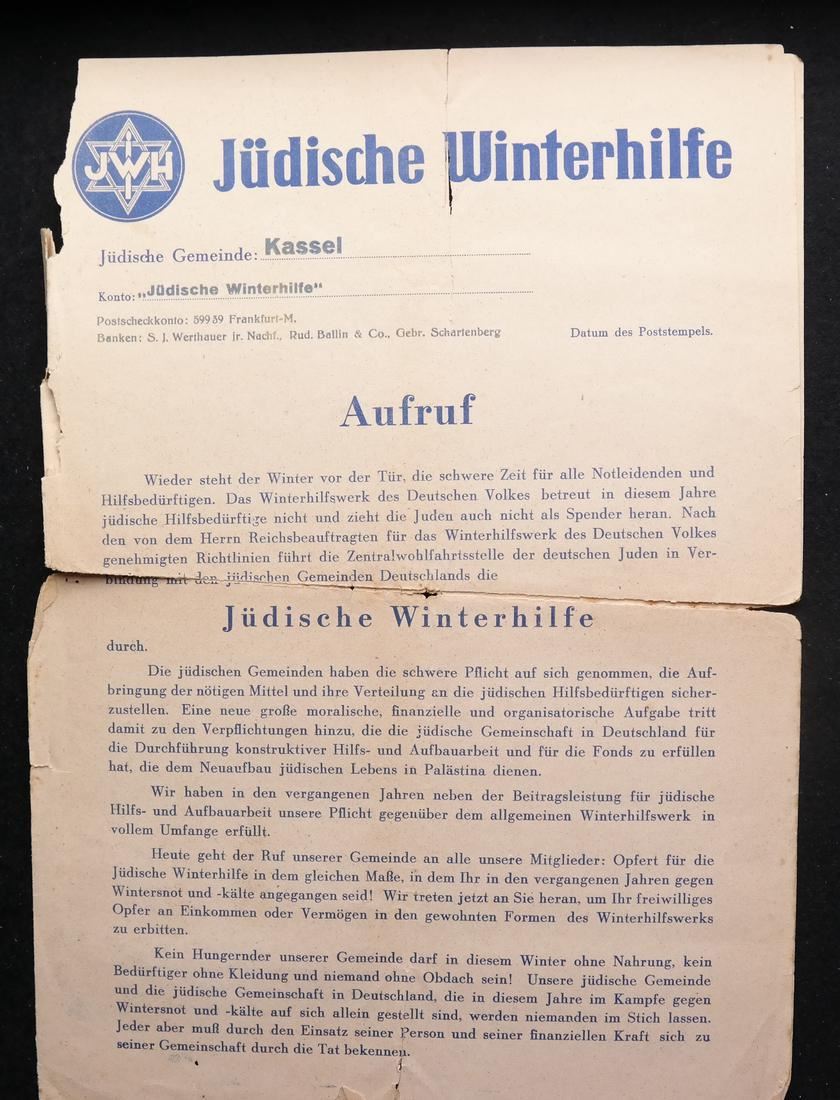 JWH
Jüdische Winterhilfe
Jüdische Gemeinde: Kassel
Konto: „Jüdische Winterhilfe“
Postscheckkonto: 59939 Frankfurt-M.
Banken: S. J. Werthauer jr. Nachf., Rud. Ballin & Co., Gebr. Schartenberg
Datum des Poststempels.
Aufruf
Wieder steht der Winter vor der Tür, die schwere Zeit für alle Notleidenden und
Hilfsbedürftigen. Das Winterhilfswerk des Deutschen Volkes betreut in diesem Jahre
jüdische Hilfsbedürftige nicht und zieht die Juden auch nicht als Spender heran. Nach
den von dem Herrn Reichsbeauftragten für das Winterhilfswerk des Deutschen Volkes
genehmigten Richtlinien führt die Zentralwohlfahrtsstelle der deutschen Juden in Ver-
bindung mit den jüdischen Gemeinden Deutschlands die
Jüdische Winterhilfe
durch.
Die jüdischen Gemeinden haben die schwere Pflicht auf sich genommen, die Auf-
bringung der nötigen Mittel und ihre Verteilung an die jüdischen Hilfsbedürftigen sicher-
zustellen. Eine neue große moralische, finanzielle und organisatorische Aufgabe tritt
damit zu den Verpflichtungen hinzu, die die jüdische Gemeinschaft in Deutschland für
die Durchführung konstruktiver Hilfs- und Aufbauarbeit und für die Fonds zu erfüllen
hat, die dem Neuaufbau jüdischen Lebens in Palästina dienen.
Wir haben in den vergangenen Jahren neben der Beitragsleistung für jüdische
Hilfs- und Aufbauarbeit unsere Pflicht gegenüber dem allgemeinen Winterhilfswerk in
vollem Umfange erfüllt.
Heute geht der Ruf unserer Gemeinde an alle unsere Mitglieder: Opfert für die
Jüdische Winterhilfe in dem gleichen Maße, in dem Ihr in den vergangenen Jahren gegen
Wintersnot und -kälte angegangen seid! Wir treten jetzt an Sie heran, um Ihr freiwilliges
Opfer an Einkommen oder Vermögen in den gewohnten Formen des Winterhilfswerks
zu erbitten.
Kein Hungernder unserer Gemeinde darf in diesem Winter ohne Nahrung, kein
Bedürftiger ohne Kleidung und niemand ohne Obdach sein! Unsere jüdische Gemeinde
und die jüdische Gemeinschaft in Deutschland, die in diesem Jahre im Kampfe gegen
Wintersnot und -kälte auf sich allein gestellt sind, werden niemanden im Stich lassen.
Jeder aber muß durch den Einsatz seiner Person und seiner finanziellen Kraft sich zu
seiner Gemeinschaft durch die Tat bekennen.